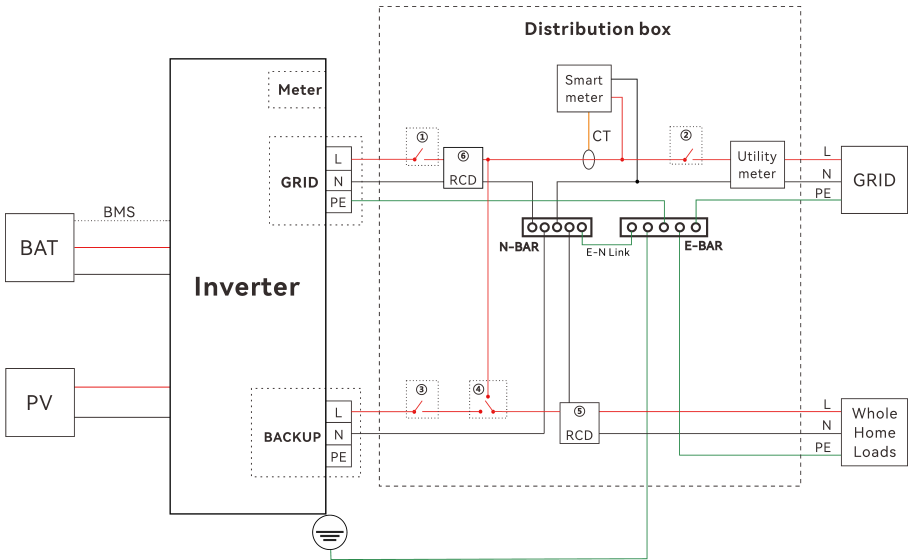 Distribution box
Smart
meter
Meter
①
CT
②
L
⑥
Utility
meter
L
GRID
N
RCD
N
GRID
PE
PE
BMS
BAT
N-BAR
E-BAR
E-N Link
Inverter
PV
③
④
L
⑤
L
Whole
BACKUP
N
RCD
N
Home
PE
PE
Loads